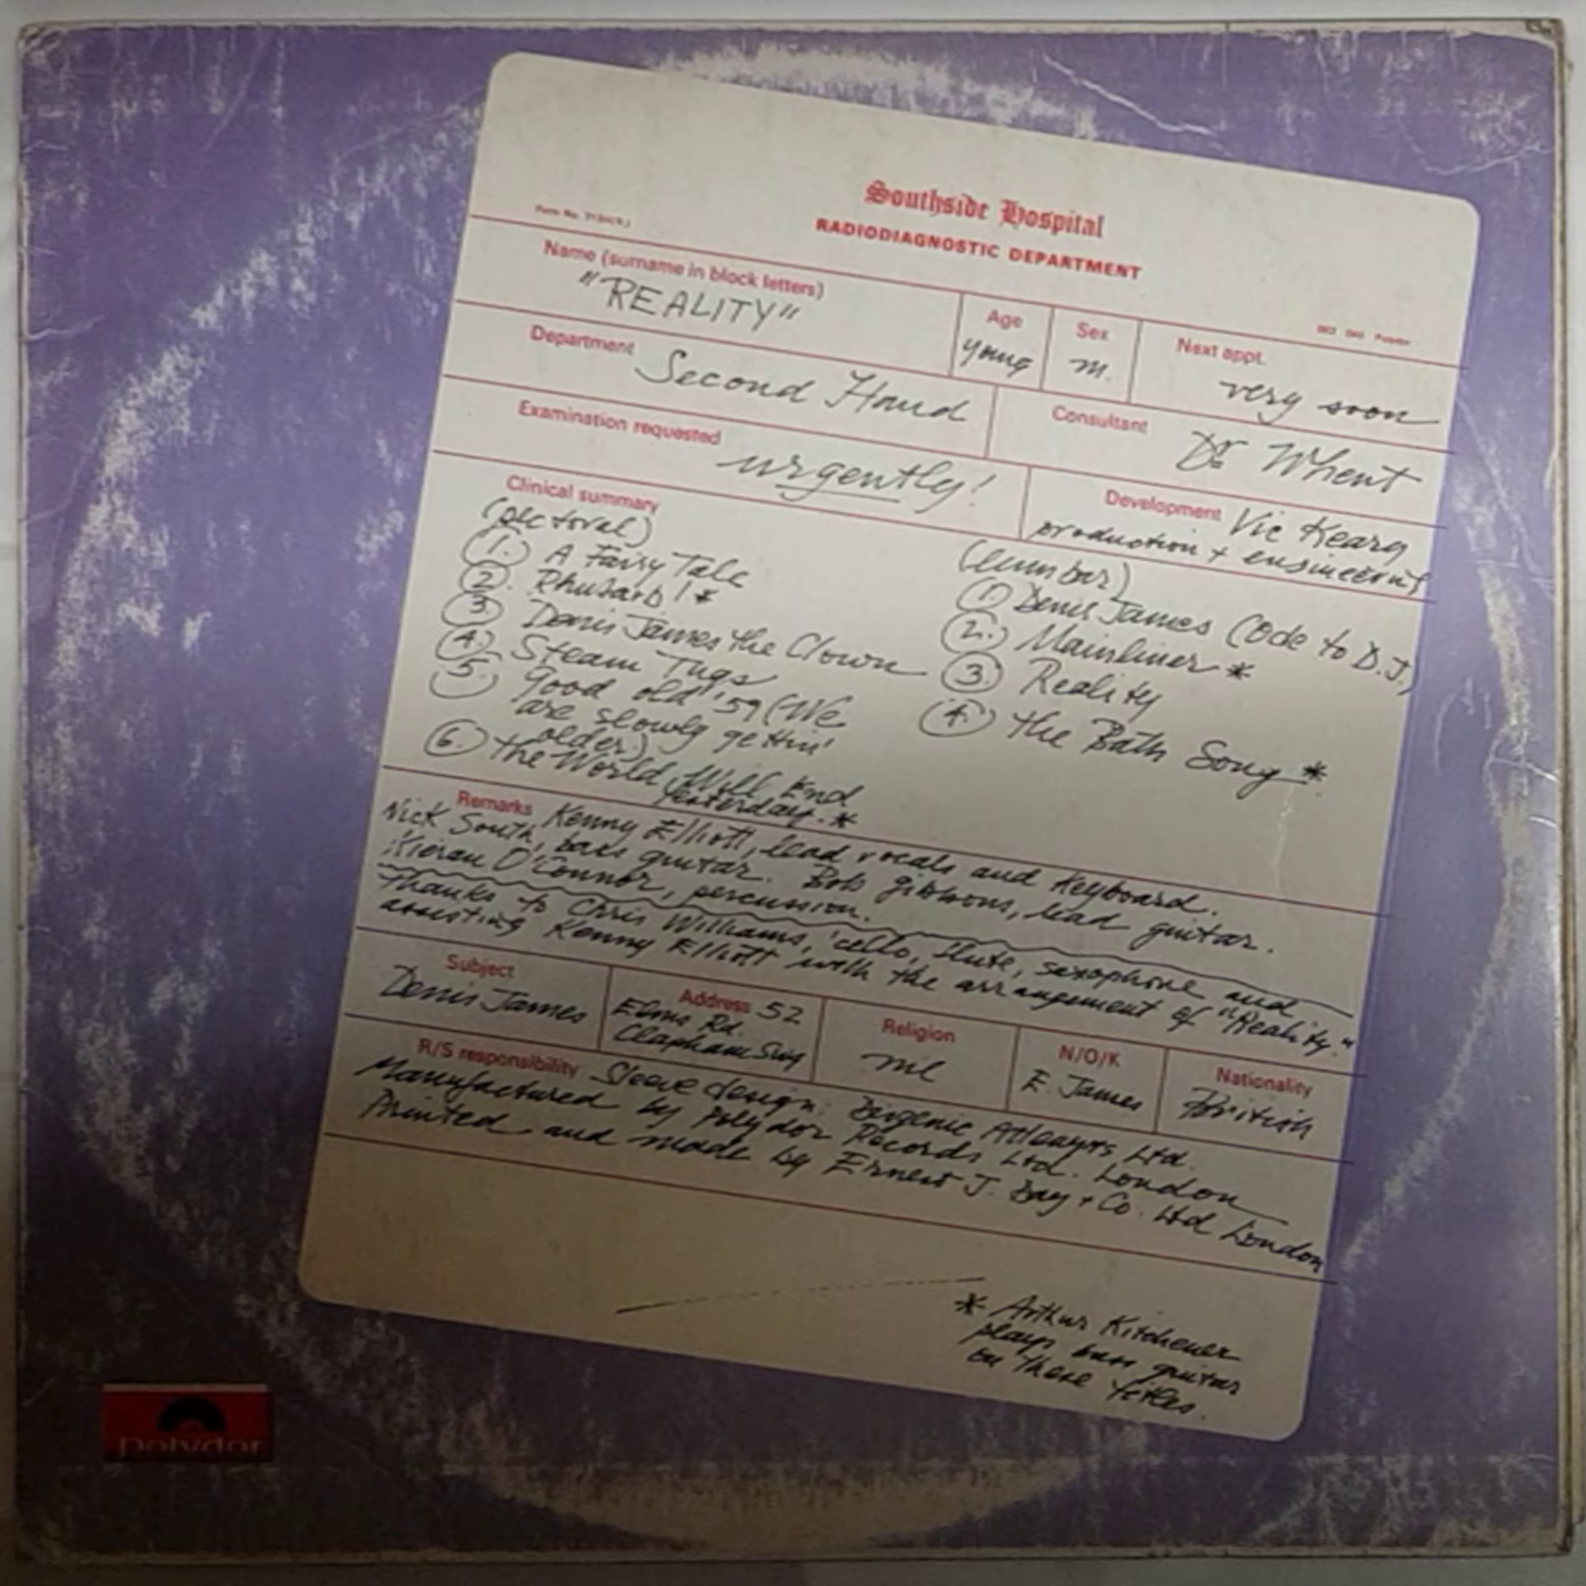 Southside Hospital
RADIODIAGNOSTIC DEPARTMENT
Form No.
Name (surname in block letters)
"REALITY"
Age
young
Sex
m.
Next appt.
very soon
Department Second Hand
Consultant Dr Whent
Examination requested urgently!
Development Vic Keary
production + engineering
Clinical summary
(pectoral)
1. A Fairy Tale
2. Rhubarb! *
3. Denis James the Clown
4. Steam Tugs
5. Good old '59 (We
are slowly gettin'
older)
6. The World Will End
Yesterday. *
(lumbar)
1. Denis James (Ode to D.J.)
2. Mainliner *
3. Reality
4. The Bath Song *
Remarks Kenny Elliott, lead vocals and Keyboard.
Nick South, bass guitar. Bob Gibbons, lead guitar.
Kieran O'Connor, percussion.
Thanks to Chris Williams, 'cello, flute, saxophone and
assisting Kenny Elliott with the arrangement of "Reality."
Subject
Denis James
Address 52
Elms Rd.
Clapham
Religion
nil
N/O/K
E. James
Nationality
British
R/S responsibility Sleeve design: Ltd.
Manufactured by Polydor Records Ltd. London
Printed and made by Ernest J. Day + Co. Ltd London
* Arthur Kitchener
plays bass guitar
on these titles.
polydor